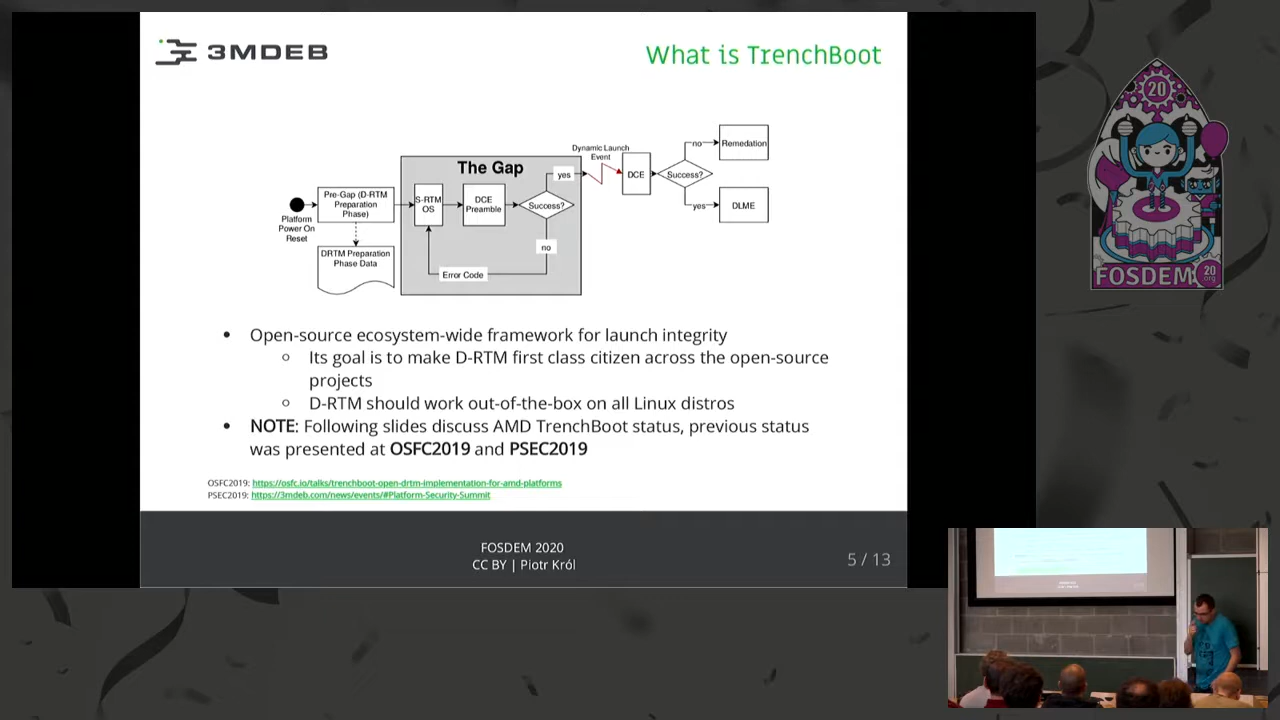 3MDEB
What is TrenchBoot
The Gap
Dynamic Launch
Event
no
Remedation
yes
Pre-Gap (D-RTM
Preparation
Phase)
S-RTM
OS
DCE
Preamble
Success?
DCE
Success?
Platform
Power On
Reset
yes
DLME
DRTM Preparation
Phase Data
no
Error Code
• Open-source ecosystem-wide framework for launch integrity
○ Its goal is to make D-RTM first class citizen across the open-source
projects
○ D-RTM should work out-of-the-box on all Linux distros
• NOTE: Following slides discuss AMD TrenchBoot status, previous status
was presented at OSFC2019 and PSEC2019
OSFC2019: https://osfc.io/talks/trenchboot-open-drtm-implementation-for-amd-platforms
PSEC2019: https://3mdeb.com/news/events/#Platform-Security-Summit
FOSDEM 2020
CC BY | Piotr Król
5 / 13
20
FOSDEM
20
.org